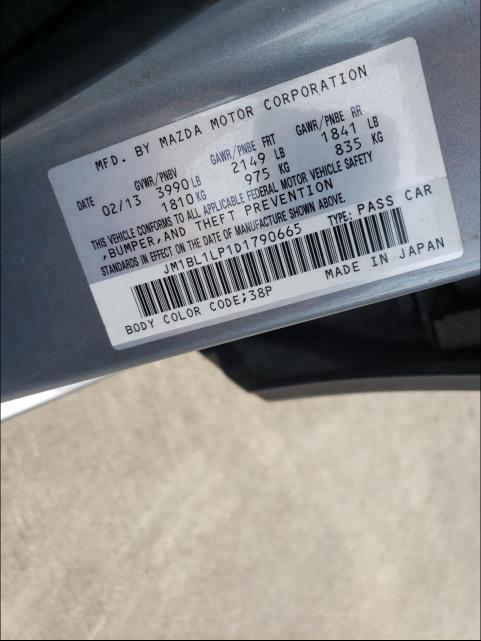 MFD. BY MAZDA MOTOR CORPORATION
GVWR/PNBV GAWR/PNBE FRT GAWR/PNBE RR
DATE 02/13 3990 LB 2149 LB 1841 LB
1810 KG 975 KG 835 KG
THIS VEHICLE CONFORMS TO ALL APPLICABLE FEDERAL MOTOR VEHICLE SAFETY
,BUMPER,AND THEFT PREVENTION
STANDARDS IN EFFECT ON THE DATE OF MANUFACTURE SHOWN ABOVE.
JM1BL1LP1D1790665 TYPE: PASS CAR
BODY COLOR CODE;38P MADE IN JAPAN